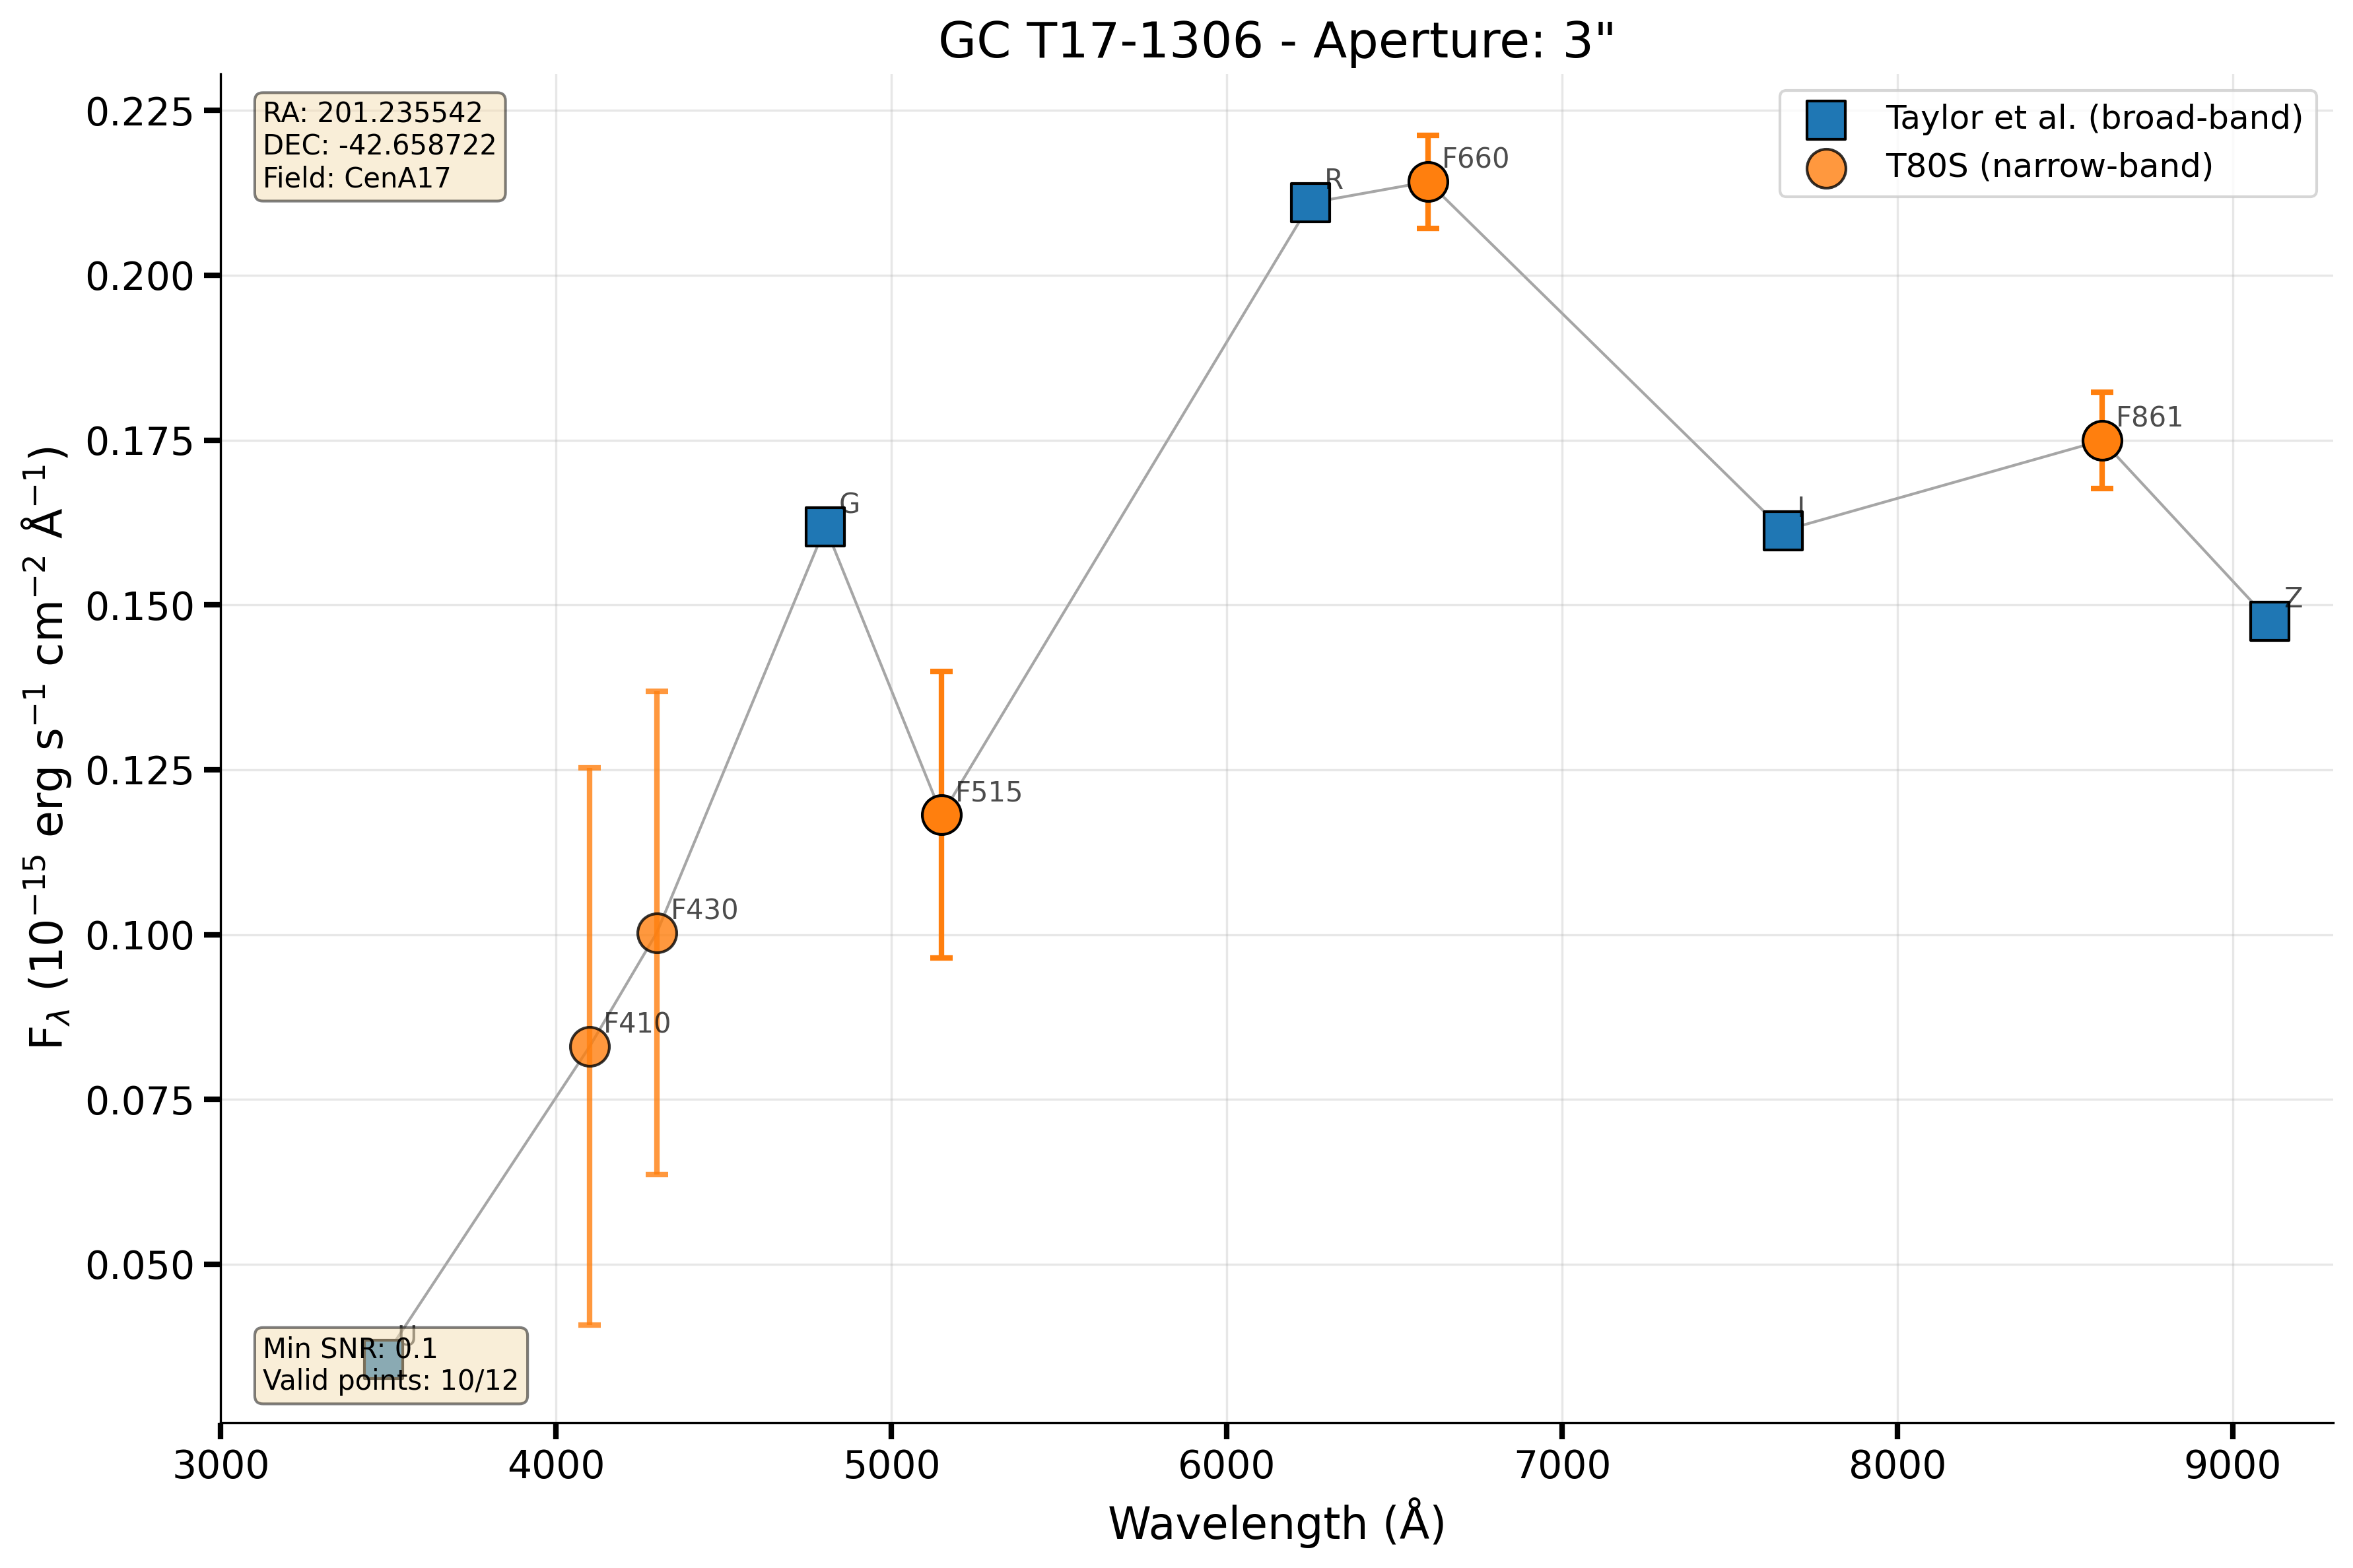 GC T17-1306 - Aperture: 3"
RA: 201.235542
DEC: -42.658722
Field: CenA17
Taylor et al. (broad-band)
T80S (narrow-band)
F_λ (10⁻¹⁵ erg s⁻¹ cm⁻² Å⁻¹)
0.225
0.200
0.175
0.150
0.125
0.100
0.075
0.050
U
F410
F430
G
F515
R
F660
I
F861
Z
Min SNR: 0.1
Valid points: 10/12
3000
4000
5000
6000
7000
8000
9000
Wavelength (Å)